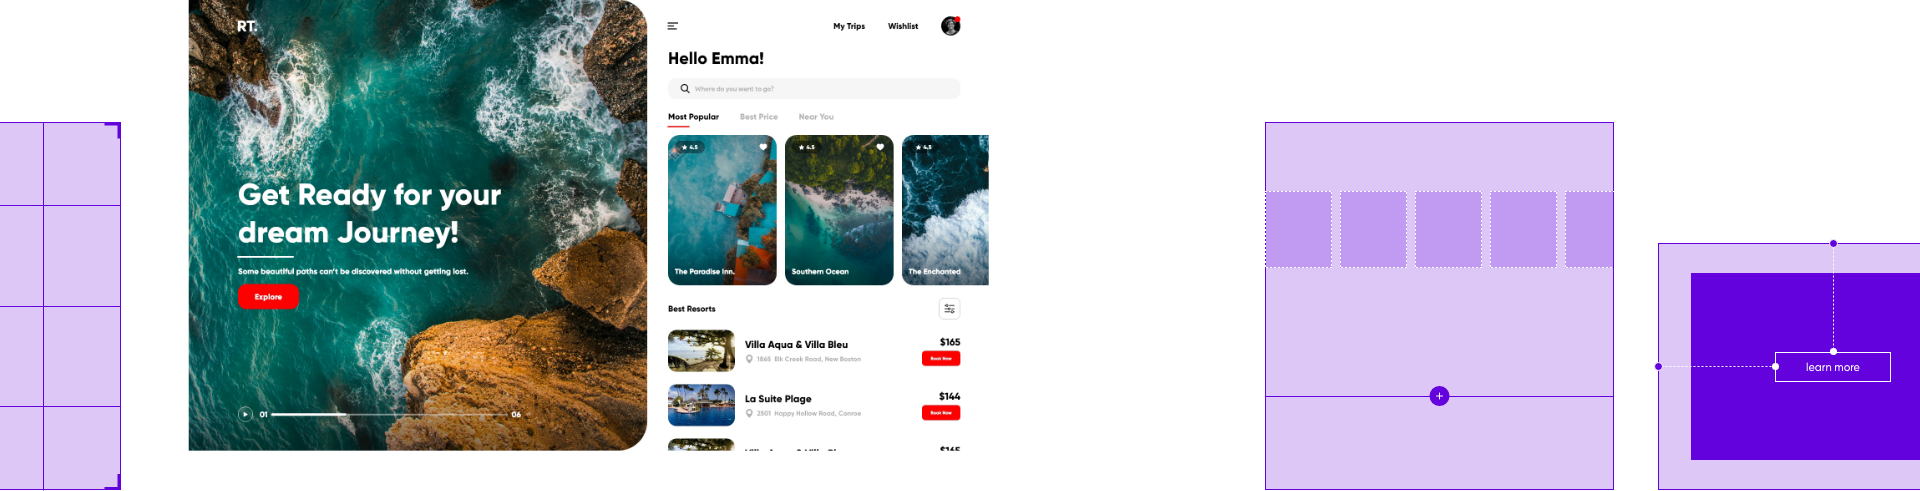 RT.
Get Ready for your
dream Journey!
Some beautiful paths can't be discovered without getting lost.
Explore
01
06
My Trips
Wishlist
Hello Emma!
Where do you want to go?
Most Popular
Best Price
Near You
4.5
4.5
4.5
The Paradise Inn.
Southern Ocean
The Enchanted
Best Resorts
Villa Aqua & Villa Bleu
$165
1865 Elk Creek Road, New Boston
Book Now
La Suite Plage
$144
2501 Happy Hollow Road, Conroe
Book Now
$165
learn more